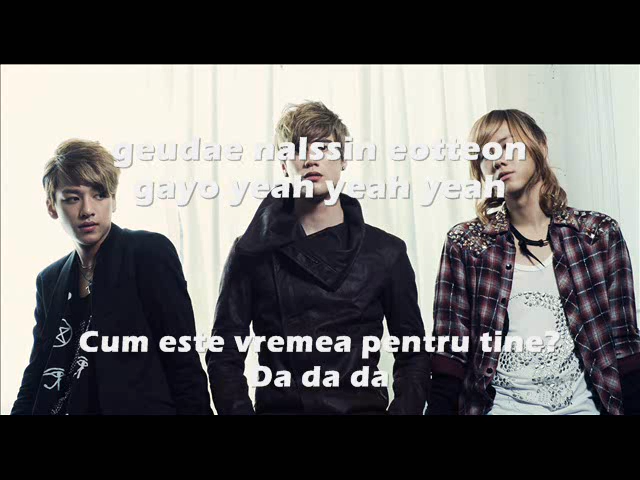 geudae nalssin eotteon
gayo yeah yeah yeah
Cum este vremea pentru tine?
Da da da